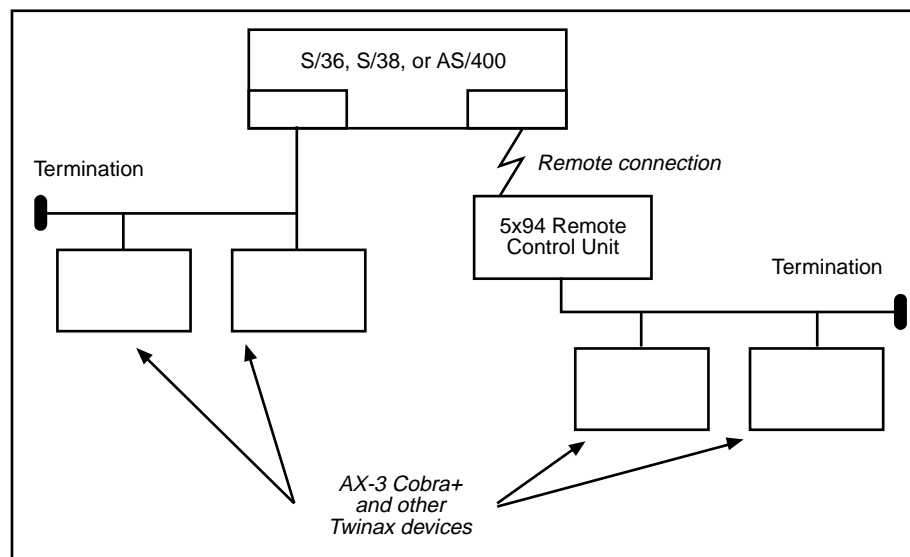 S/36, S/38, or AS/400
Termination
Remote connection
5x94 Remote
Control Unit
Termination
AX-3 Cobra+
and other
Twinax devices